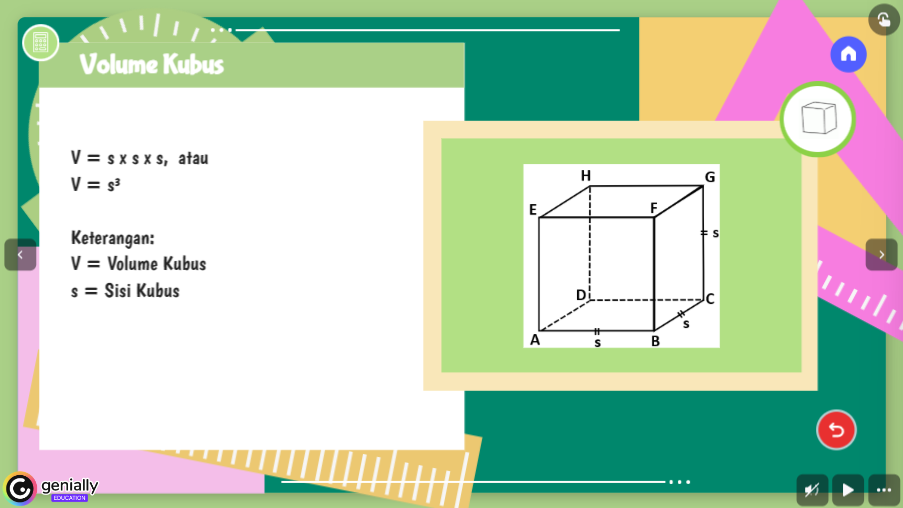 Volume Kubus
V = s x s x s, atau
V = s³
Keterangan:
V = Volume Kubus
s = Sisi Kubus
H
G
E
F
s
D
C
s
A
s
B
genially
EDUCATION